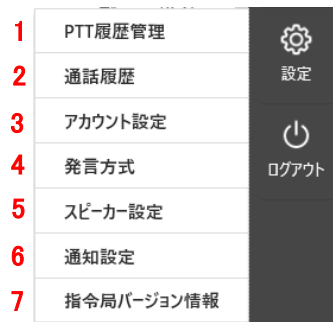 1 PTT履歴管理
2 通話履歴
3 アカウント設定
4 発言方式
5 スピーカー設定
6 通知設定
7 指令局バージョン情報
設定
ログアウト